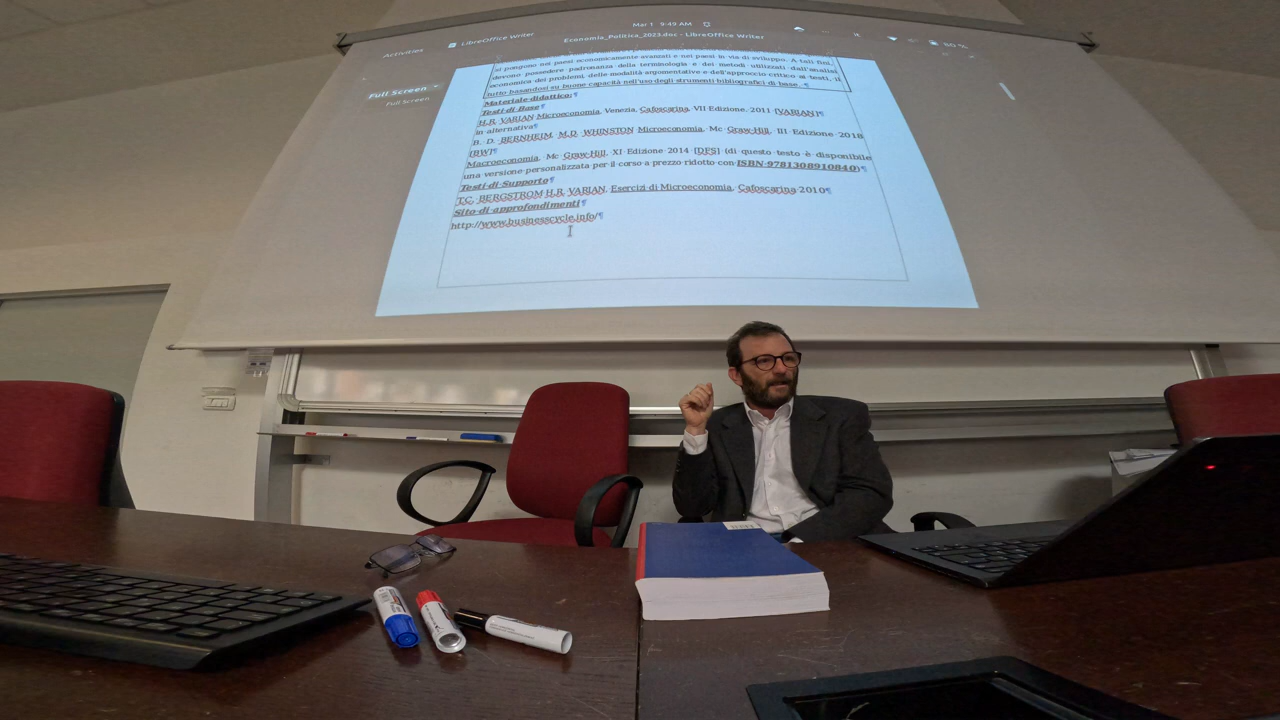 Mar 1 9:49 AM
Activities
LibreOffice Writer
Economia_Politica_2023.doc - LibreOffice Writer
it
80 %
Full Screen
Full Screen
si pongono nei paesi economicamente avanzati e nei paesi in via di sviluppo. A tali fini,
devono possedere padronanza della terminologia e dei metodi utilizzati dall'analisi
economica dei problemi, delle modalità argomentative e dell'approccio critico ai testi, il
tutto basandosi su buone capacità nell'uso degli strumenti bibliografici di base. ¶
Materiale didattico:¶
Testi di Base¶
H.R. VARIAN Microeconomia, Venezia, Cafoscarina, VII Edizione, 2011 [VARIAN]¶
in alternativa¶
B. D. BERNHEIM, M.D. WHINSTON Microeconomia, Mc Graw-Hill, III Edizione 2018
[BW]¶
Macroeconomia, Mc Graw-Hill, XI Edizione 2014 [DFS] (di questo testo è disponibile
una versione personalizzata per il corso a prezzo ridotto con ISBN 9781308910840)¶
Testi di Supporto¶
T.C. BERGSTROM H.R. VARIAN, Esercizi di Microeconomia, Cafoscarina 2010¶
Sito di approfondimenti¶
http://www.businesscycle.info/¶